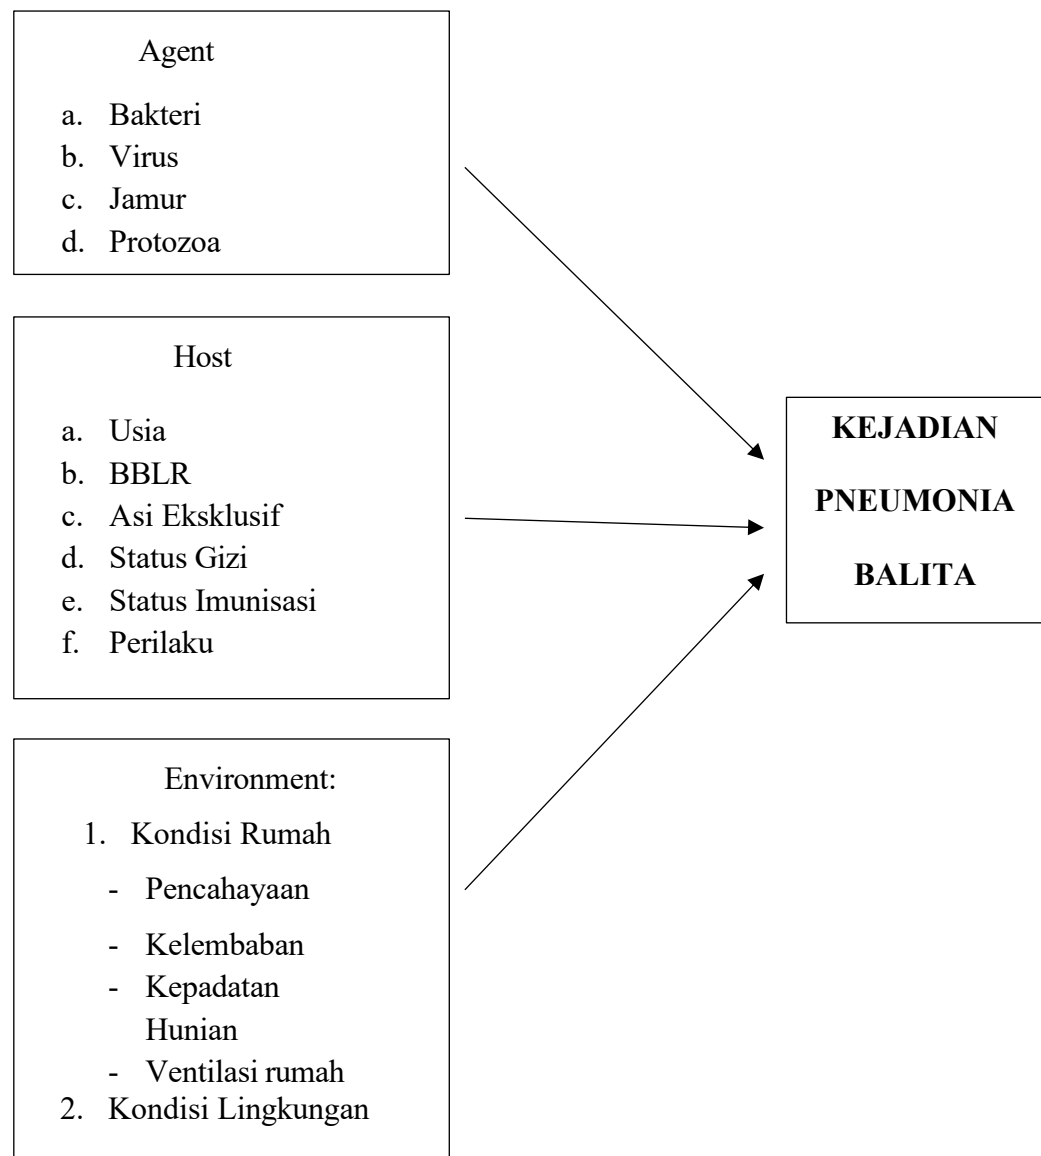 Agent
a. Bakteri
b. Virus
c. Jamur
d. Protozoa
Host
a. Usia
b. BBLR
c. Asi Eksklusif
d. Status Gizi
e. Status Imunisasi
f. Perilaku
Environment:
1. Kondisi Rumah
- Pencahayaan
- Kelembaban
- Kepadatan
Hunian
- Ventilasi rumah
2. Kondisi Lingkungan
KEJADIAN
PNEUMONIA
BALITA